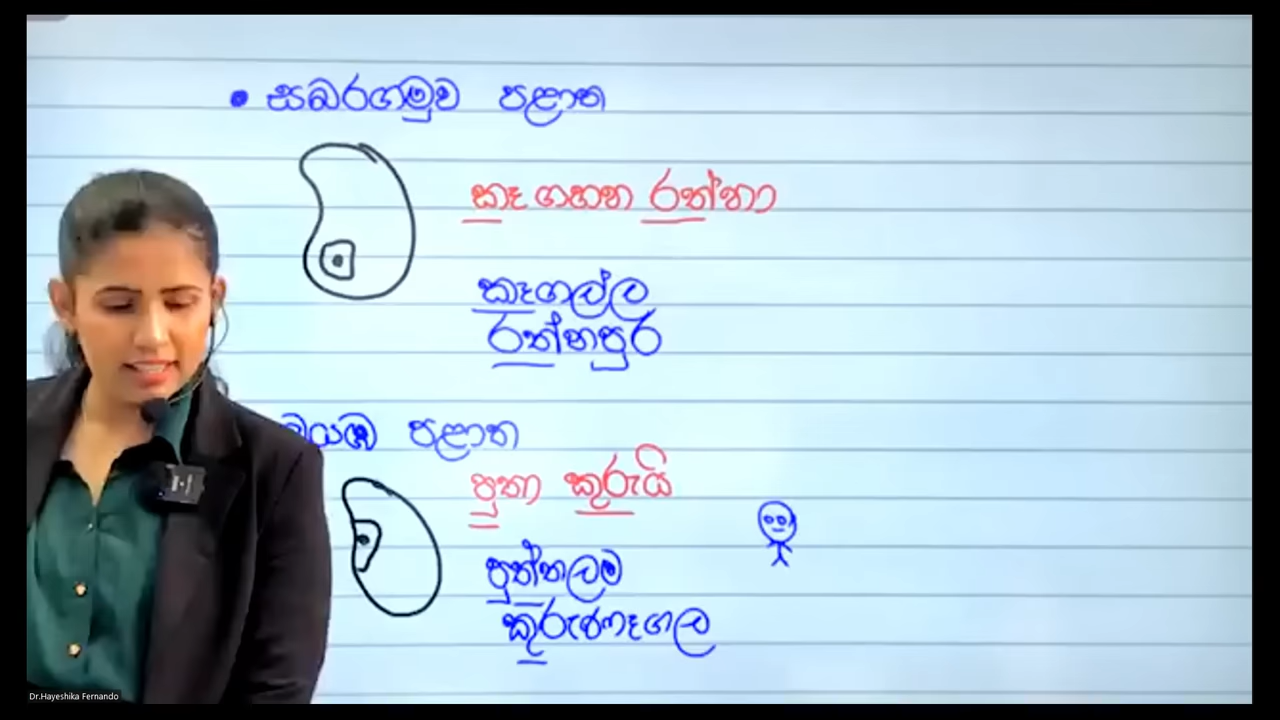 • සබරගමුව පළාත
කෑ ගහන රත්නා
කෑගල්ල
රත්නපුර
වයඹ පළාත
පුතා කුරුයි
පුත්තලම
කුරුණෑගල
Dr.Hayeshika Fernando